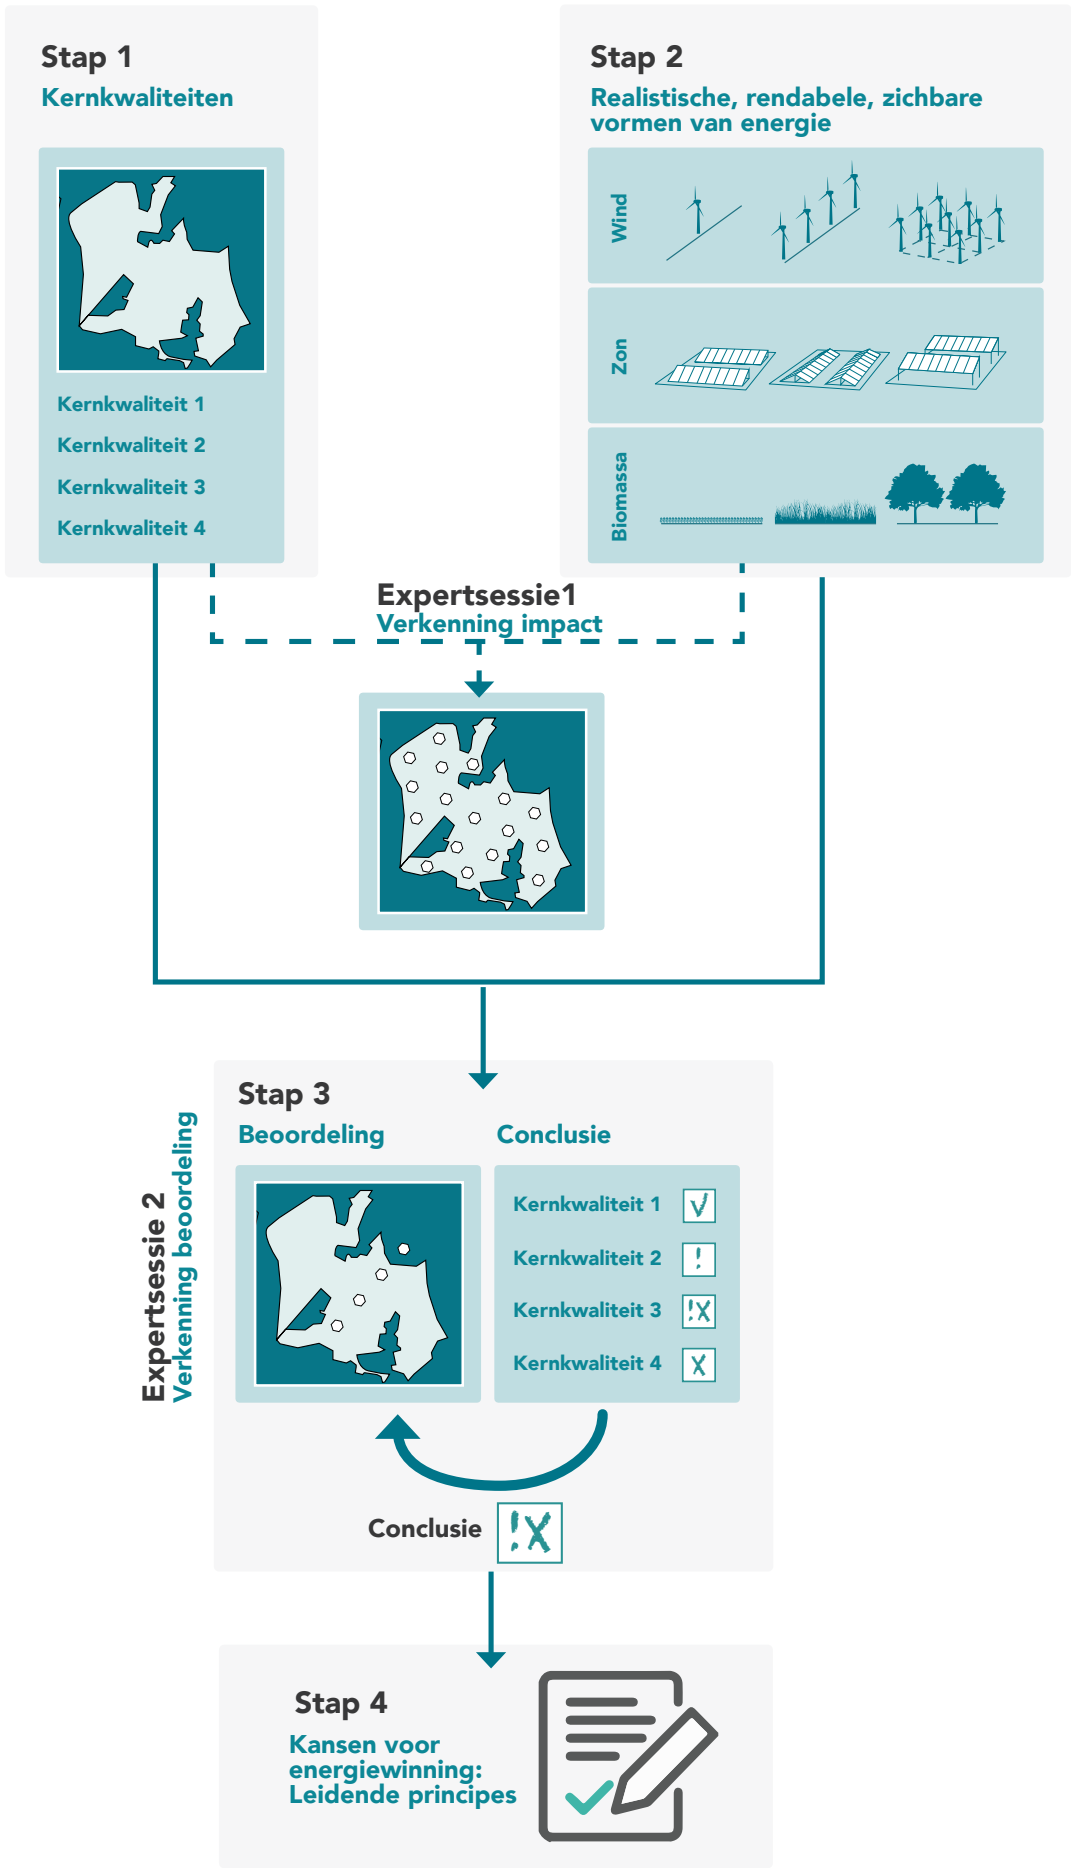 Stap 1
Kernkwaliteiten
Kernkwaliteit 1
Kernkwaliteit 2
Kernkwaliteit 3
Kernkwaliteit 4
Stap 2
Realistische, rendabele, zichbare
vormen van energie
Wind
Zon
Biomassa
Expertsessie1
Verkenning impact
Expertsessie 2
Verkenning beoordeling
Stap 3
Beoordeling
Conclusie
Kernkwaliteit 1 √
Kernkwaliteit 2 !
Kernkwaliteit 3 !X
Kernkwaliteit 4 X
Conclusie !X
Stap 4
Kansen voor
energiewinning:
Leidende principes